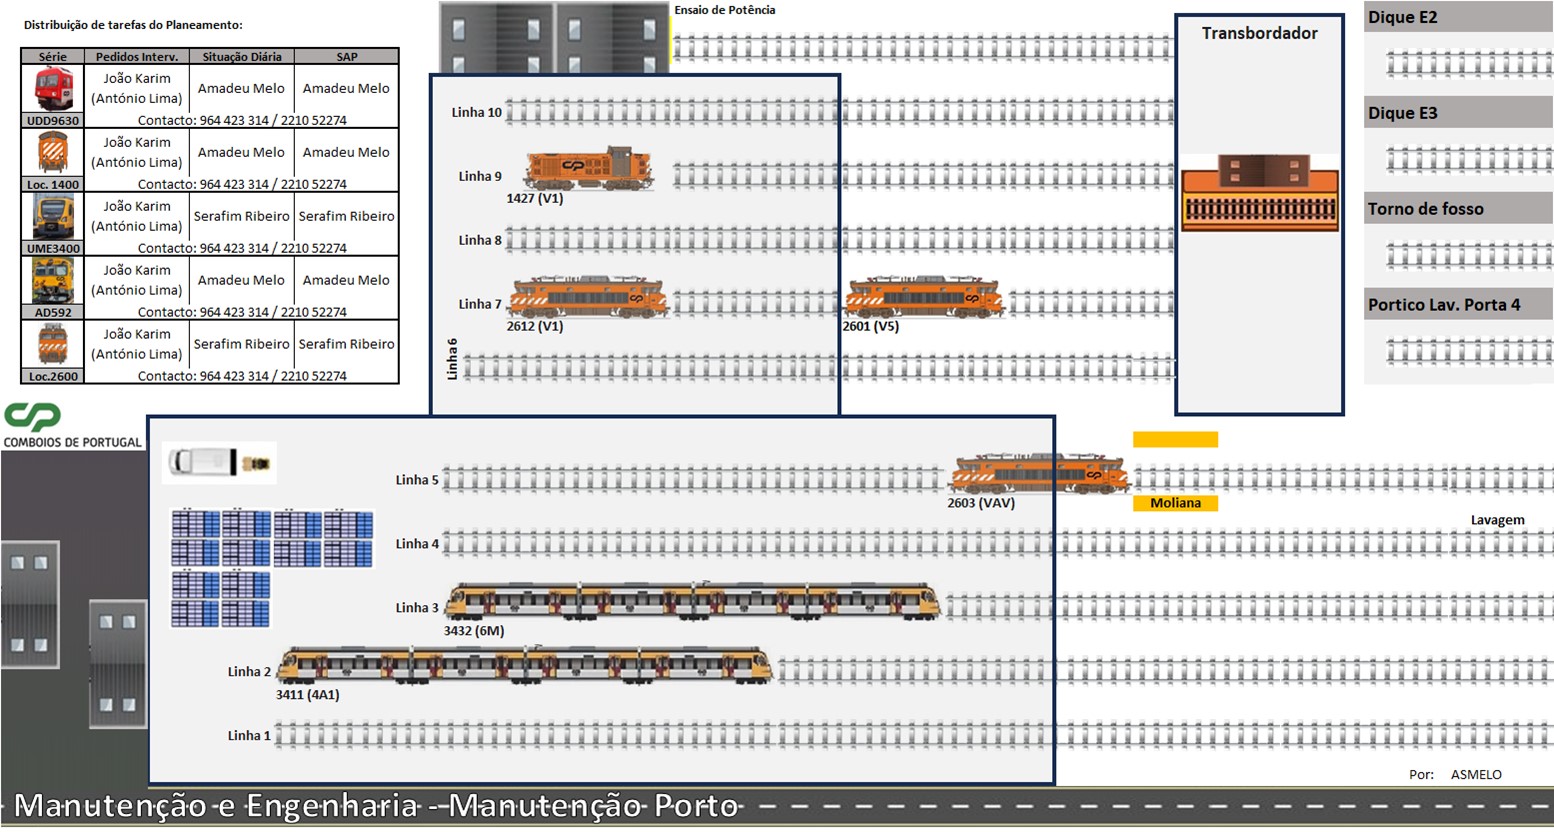 Distribuição de tarefas do Planeamento:
Série Pedidos Interv. Situação Diária SAP
João Karim
(António Lima) Amadeu Melo Amadeu Melo
UDD9630 Contacto: 964 423 314 / 2210 52274
João Karim
(António Lima) Amadeu Melo Amadeu Melo
Loc. 1400 Contacto: 964 423 314 / 2210 52274
João Karim
(António Lima) Serafim Ribeiro Serafim Ribeiro
UME3400 Contacto: 964 423 314 / 2210 52274
João Karim
(António Lima) Amadeu Melo Amadeu Melo
AD592 Contacto: 964 423 314 / 2210 52274
João Karim
(António Lima) Serafim Ribeiro Serafim Ribeiro
Loc.2600 Contacto: 964 423 314 / 2210 52274
Ensaio de Potência
Linha 10
Linha 9
1427 (V1)
Linha 8
Linha 7
2612 (V1)
2601 (V5)
Linha 6
Transbordador
Dique E2
Dique E3
Torno de fosso
Portico Lav. Porta 4
CP
COMBOIOS DE PORTUGAL
Linha 5
2603 (VAV)
Moliana
Lavagem
Linha 4
Linha 3
3432 (6M)
Linha 2
3411 (4A1)
Linha 1
Por: ASMELO
Manutenção e Engenharia - Manutenção Porto